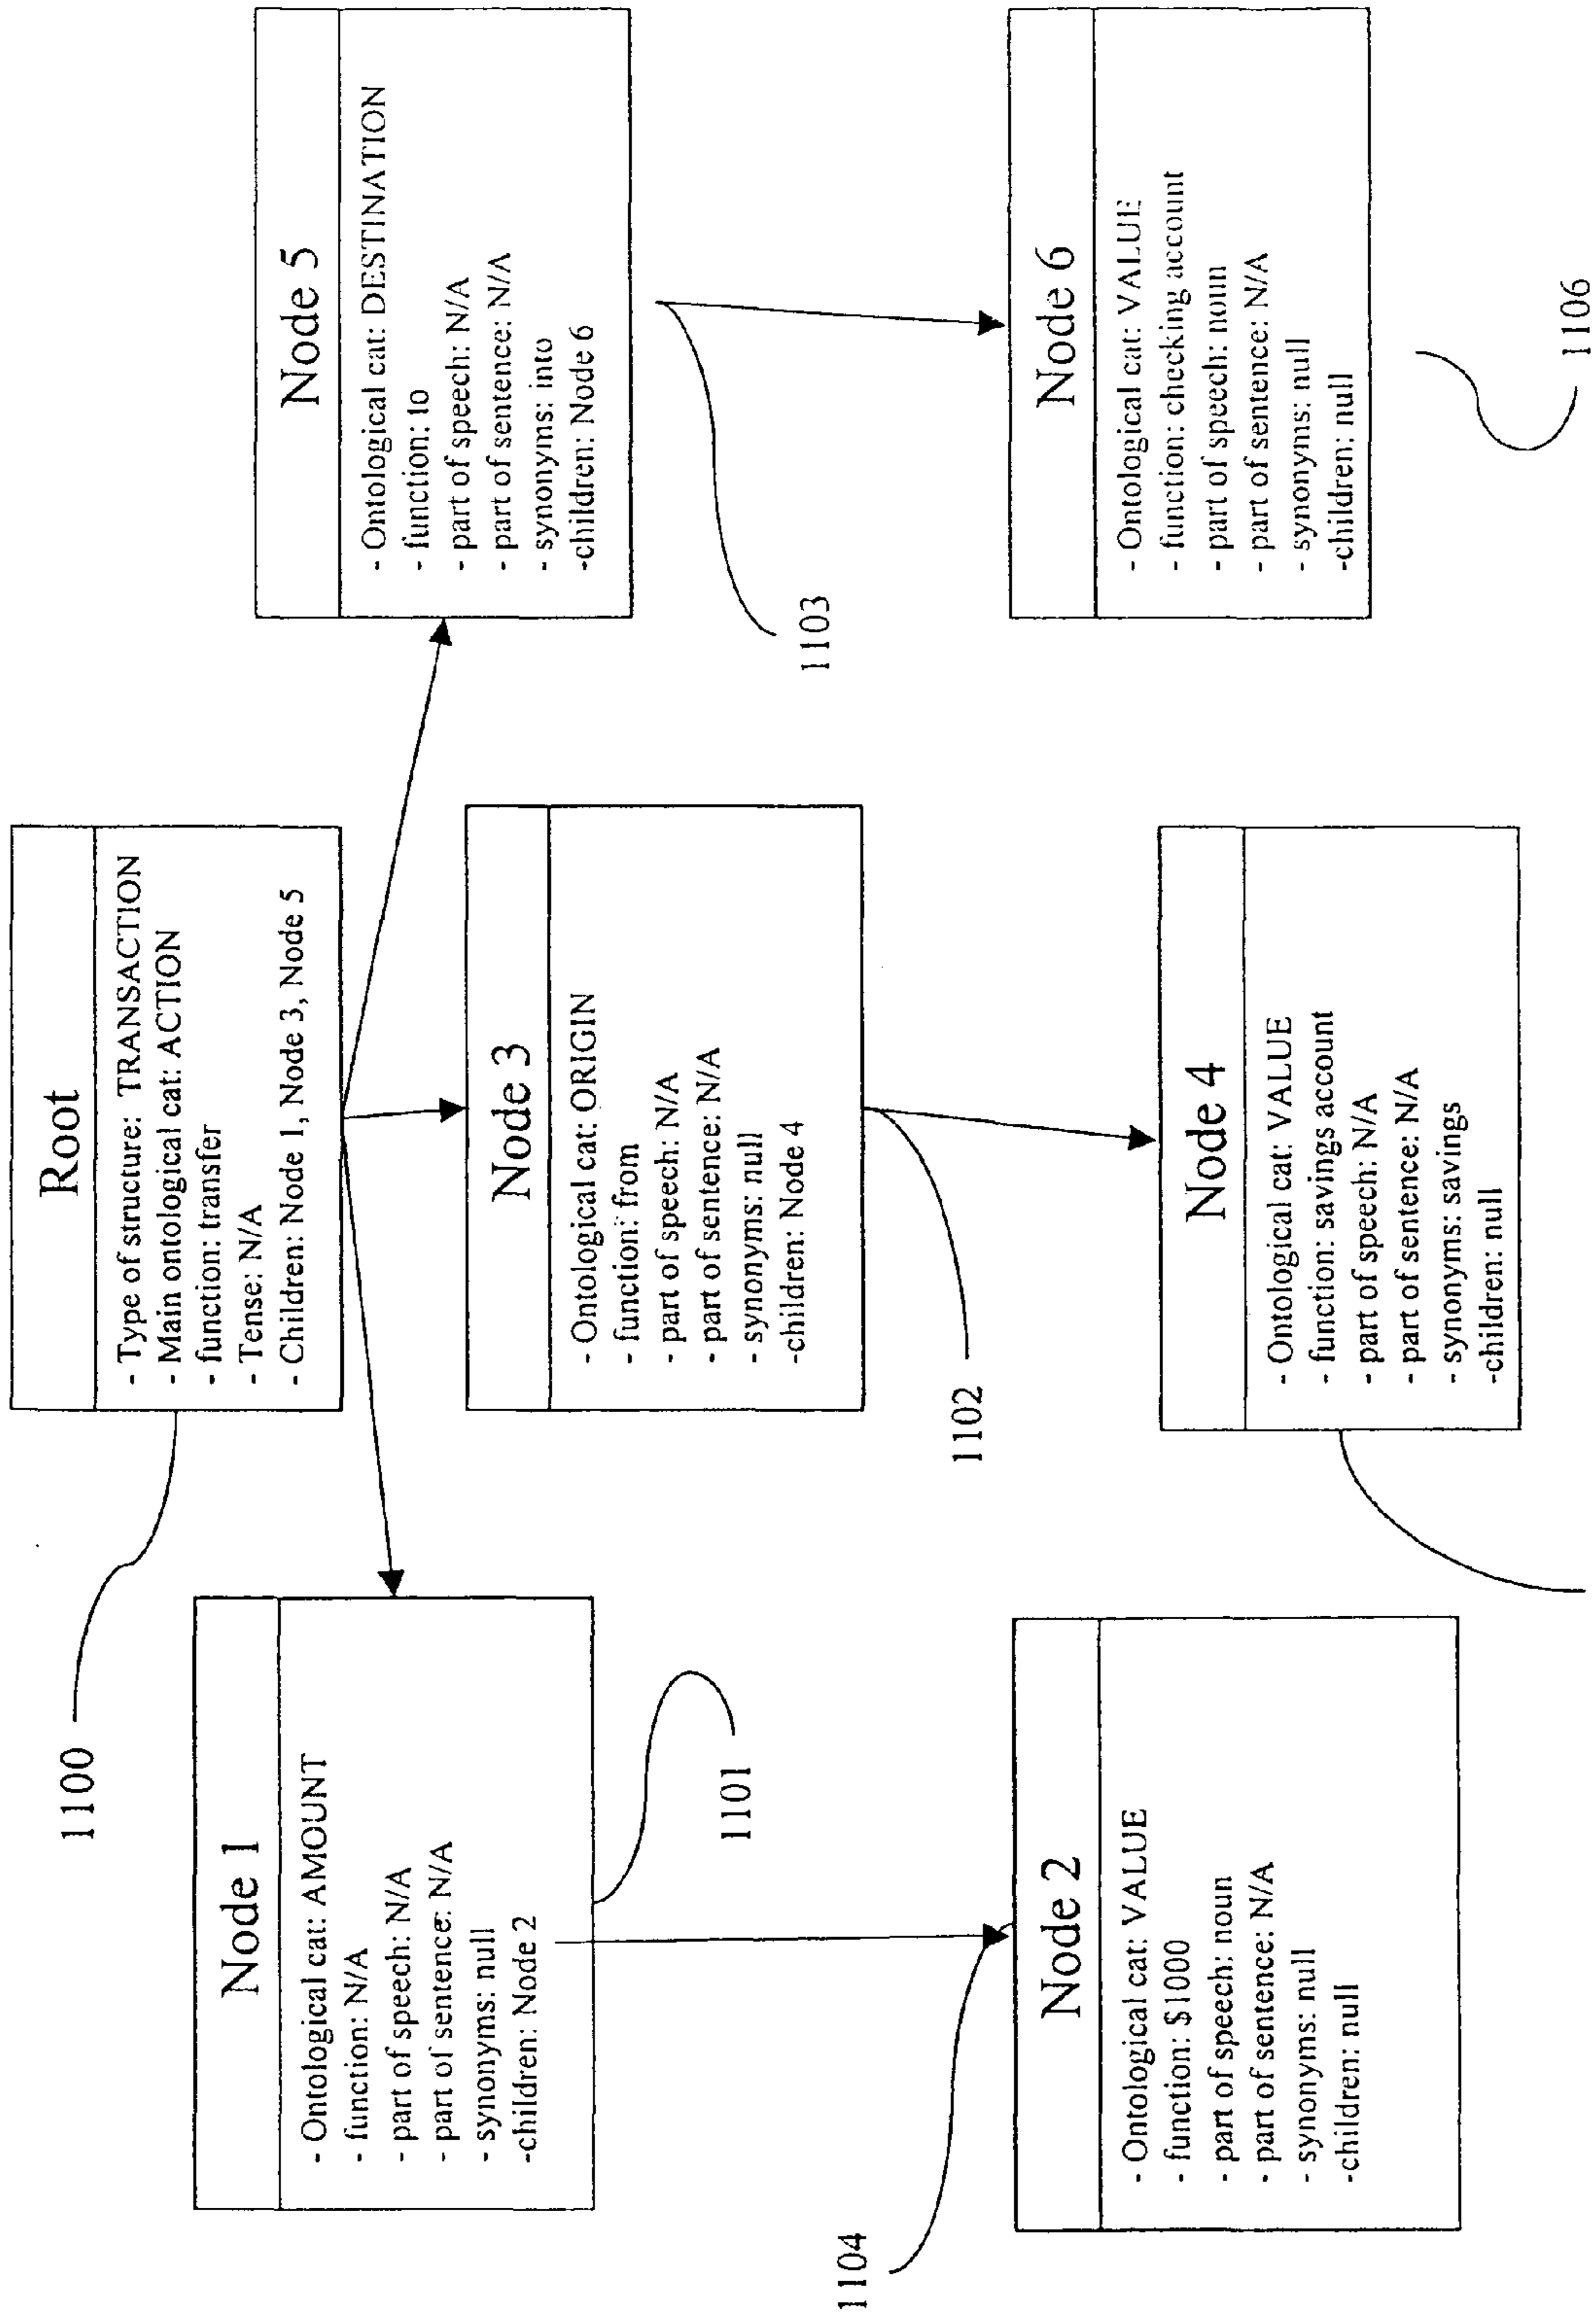 Root
- Type of structure: TRANSACTION
- Main ontological cat: ACTION
- function: transfer
- Tense: N/A
- Children: Node 1, Node 3, Node 5
1100
Node 1
- Ontological cat: AMOUNT
- function: N/A
- part of speech: N/A
- part of sentence: N/A
- synonyms: null
-children: Node 2
1101
Node 3
- Ontological cat: ORIGIN
- function: from
- part of speech: N/A
- part of sentence: N/A
- synonyms: null
-children: Node 4
1102
Node 5
- Ontological cat: DESTINATION
- function: to
- part of speech: N/A
- part of sentence: N/A
- synonyms: into
-children: Node 6
1103
1104
Node 2
- Ontological cat: VALUE
- function: $1000
- part of speech: noun
- part of sentence: N/A
- synonyms: null
-children: null
Node 4
- Ontological cat: VALUE
- function: savings account
- part of speech: N/A
- part of sentence: N/A
- synonyms: savings
-children: null
Node 6
- Ontological cat: VALUE
- function: checking account
- part of speech: noun
- part of sentence: N/A
- synonyms: null
-children: null
1106